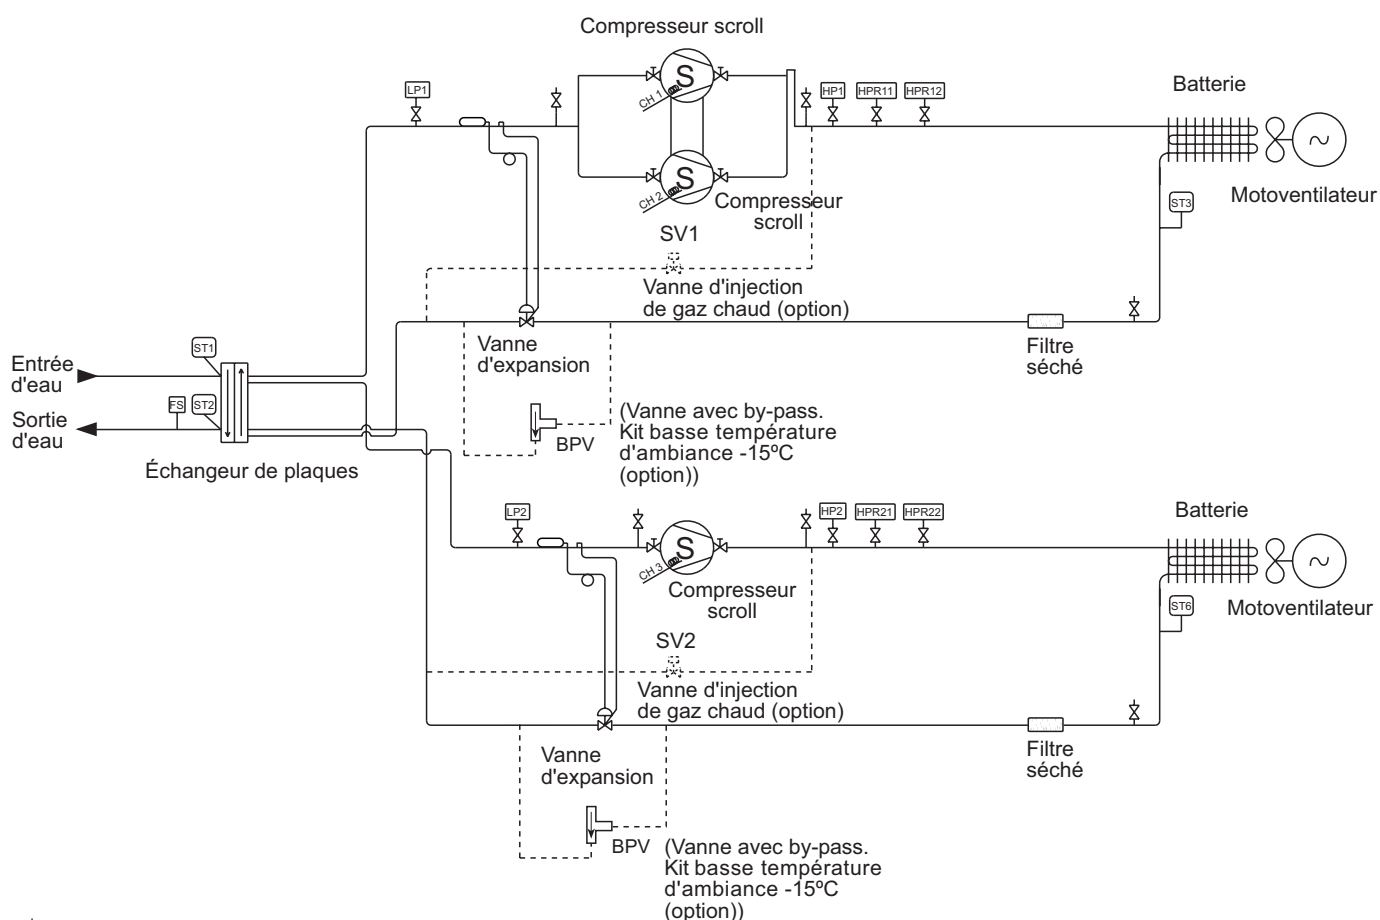 Compresseur scroll
LP1
CH 1
S
HP1
HPR11
HPR12
Batterie
CH 2
S
Compresseur
scroll
Motoventilateur
ST3
SV1
Vanne d'injection
de gaz chaud (option)
Vanne
d'expansion
Filtre
séché
ST1
Entrée
d'eau
FS
ST2
Sortie
d'eau
Échangeur de plaques
BPV
(Vanne avec by-pass.
Kit basse température
d'ambiance -15ºC
(option))
LP2
CH 3
S
HP2
HPR21
HPR22
Batterie
Compresseur
scroll
Motoventilateur
ST6
SV2
Vanne d'injection
de gaz chaud (option)
Vanne
d'expansion
Filtre
séché
BPV
(Vanne avec by-pass.
Kit basse température
d'ambiance -15ºC
(option))